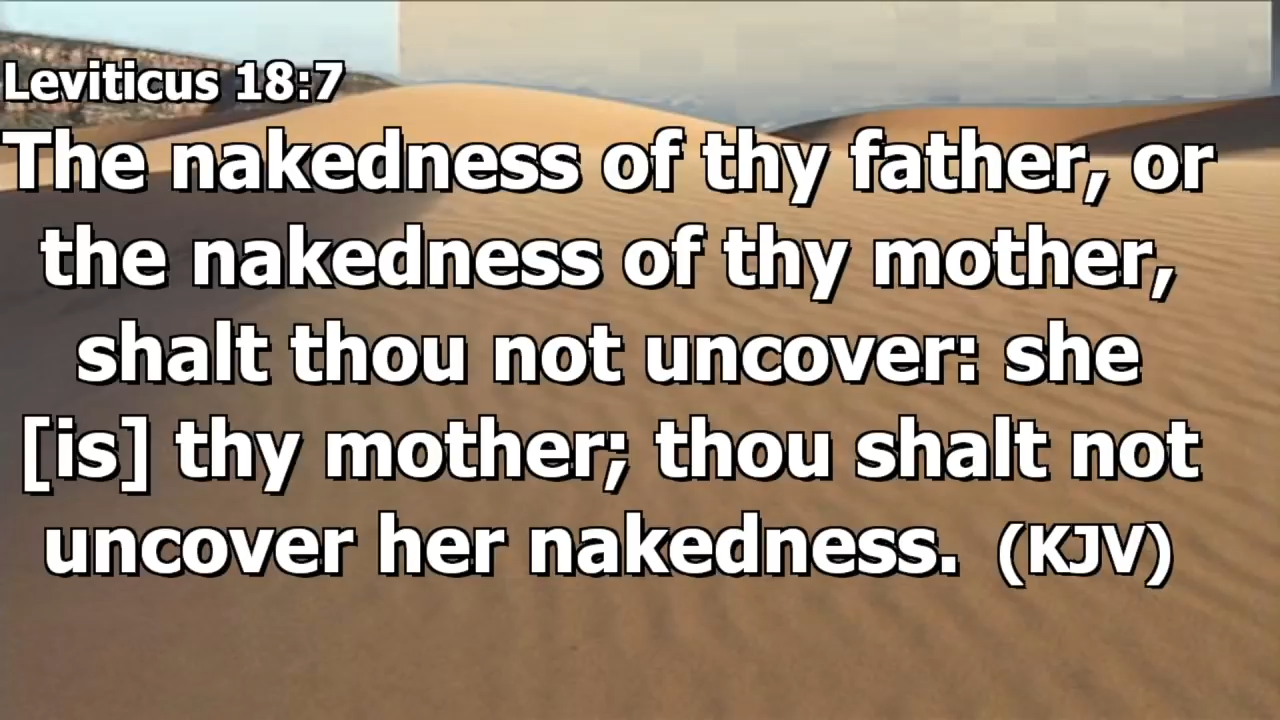 Leviticus 18:7
The nakedness of thy father, or
the nakedness of thy mother,
shalt thou not uncover: she
[is] thy mother; thou shalt not
uncover her nakedness. (KJV)